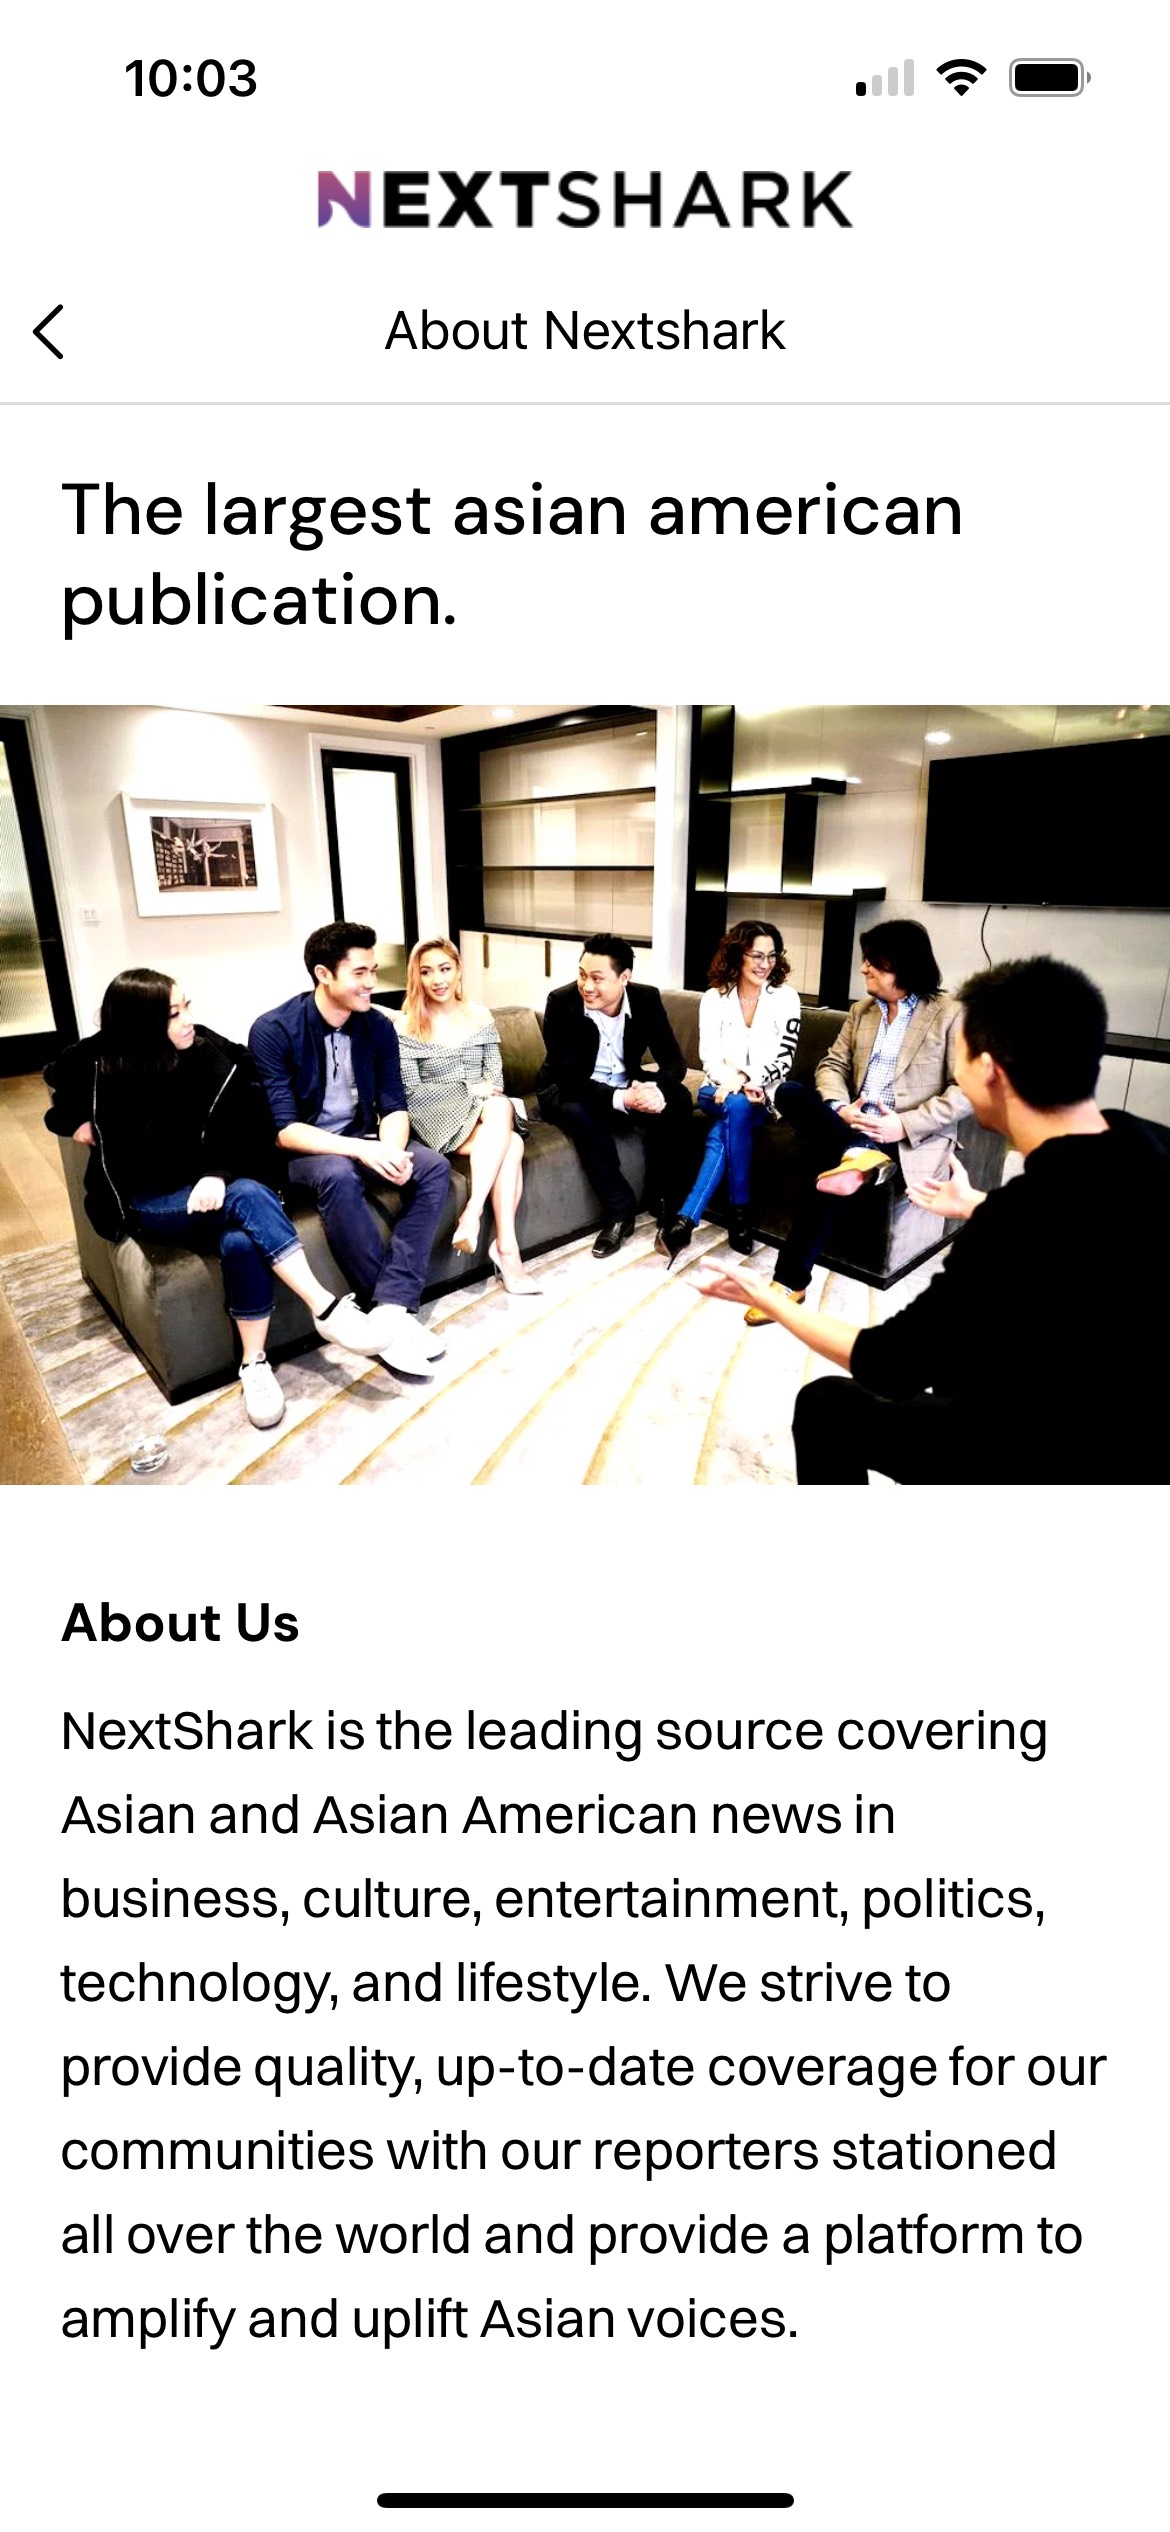 10:03
NEXTSHARK
About Nextshark
The largest asian american
publication.
About Us
NextShark is the leading source covering
Asian and Asian American news in
business, culture, entertainment, politics,
technology, and lifestyle. We strive to
provide quality, up-to-date coverage for our
communities with our reporters stationed
all over the world and provide a platform to
amplify and uplift Asian voices.